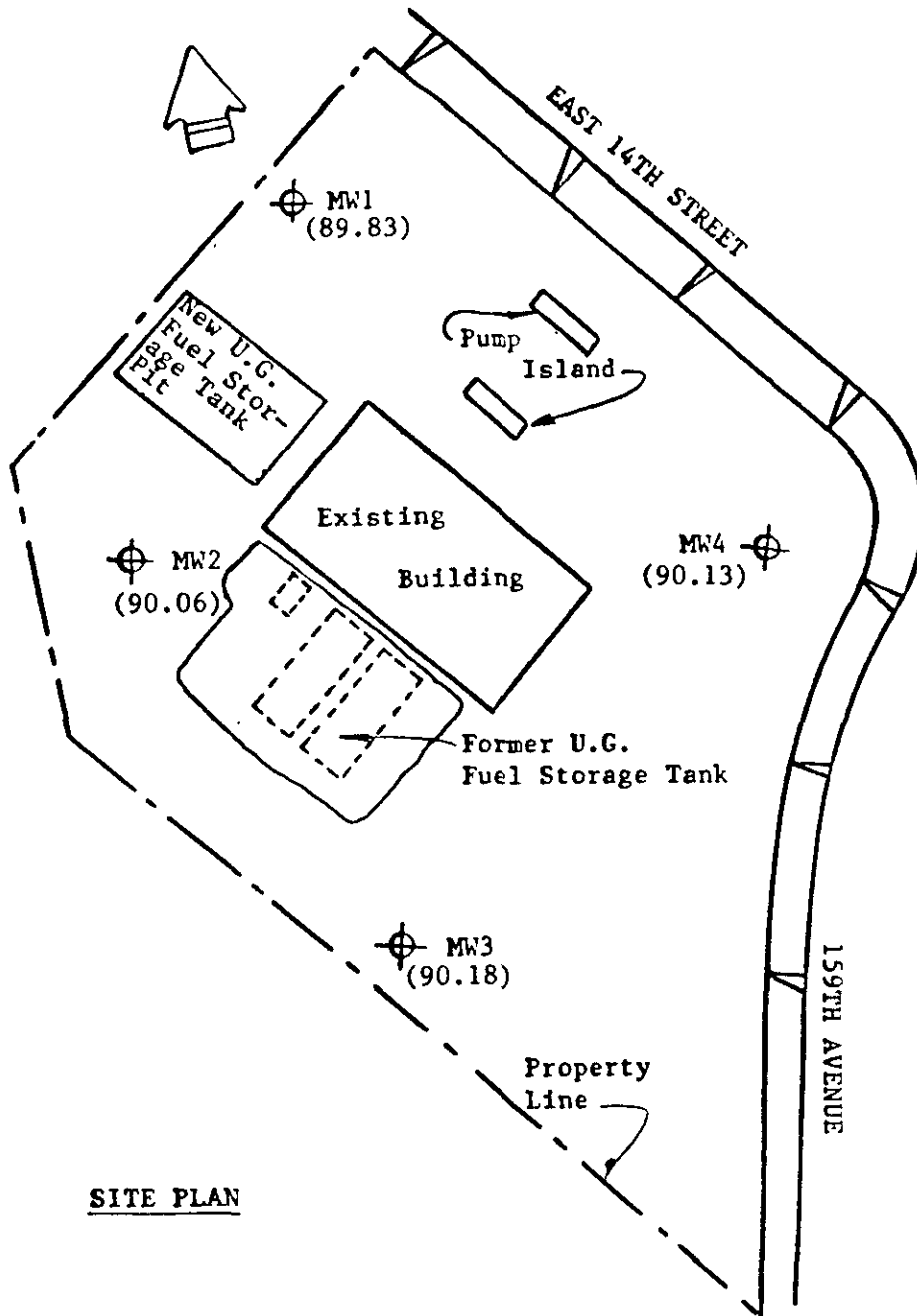 EAST 14TH STREET
MW1
(89.83)
New U.G.
Fuel Stor-
age Tank
Pit
Pump
Island
Existing
Building
MW2
(90.06)
MW4
(90.13)
Former U.G.
Fuel Storage Tank
MW3
(90.18)
159TH AVENUE
Property
Line
SITE PLAN